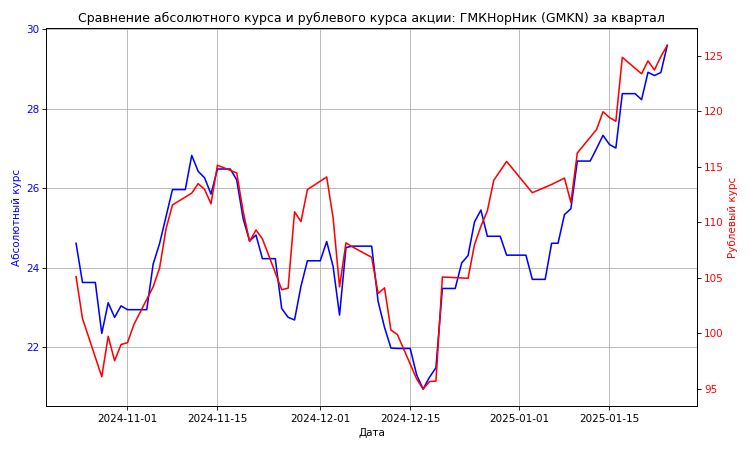 Сравнение абсолютного курса и рублевого курса акции: ГМКНорНик (GMKN) за квартал
30
28
26
24
22
Абсолютный курс
125
120
115
110
105
100
95
Рублевый курс
2024-11-01 2024-11-15 2024-12-01 2024-12-15 2025-01-01 2025-01-15
Дата